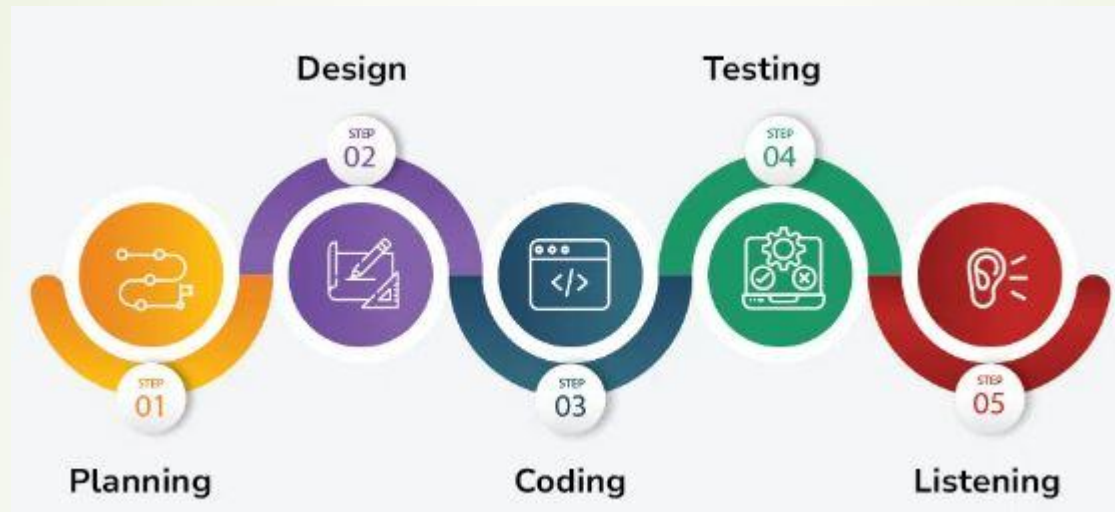 Design
Testing
STEP
02
STEP
04
</>
STEP
01
STEP
03
STEP
05
Planning
Coding
Listening